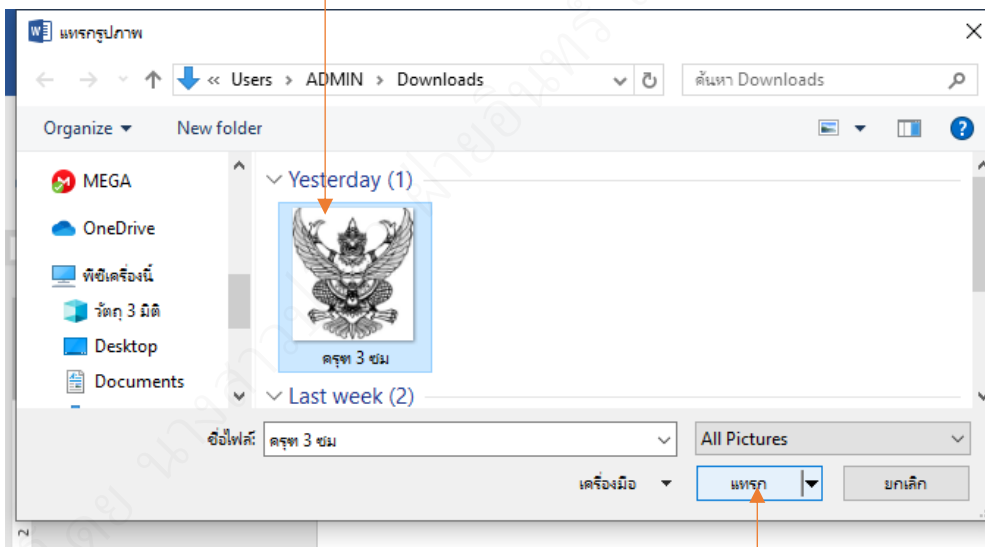 แทรกรูปภาพ
« Users > ADMIN > Downloads
ค้นหา Downloads
Organize
New folder
MEGA
OneDrive
พีซีเครื่องนี้
วัตถุ 3 มิติ
Desktop
Documents
Yesterday (1)
ครุฑ 3 ซม
Last week (2)
ชื่อไฟล์: ครุฑ 3 ซม
All Pictures
เครื่องมือ
แทรก
ยกเลิก
2